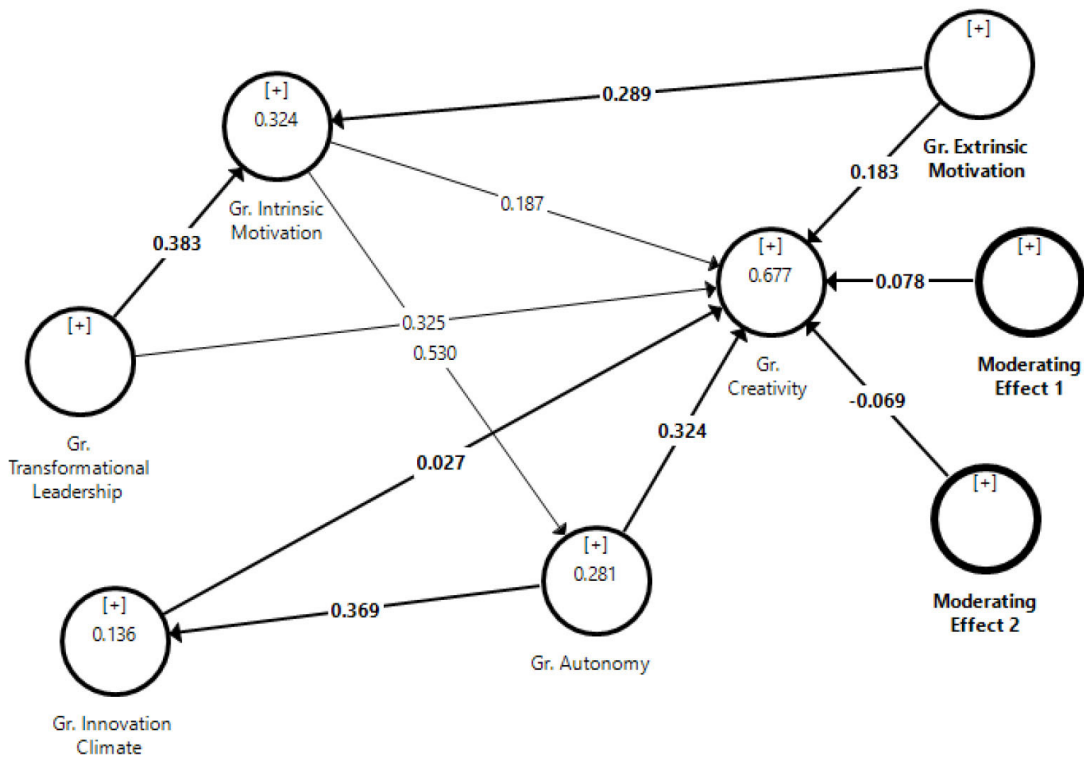 [+]
[+]
0.324
0.289
Gr. Extrinsic
Motivation
0.183
Gr. Intrinsic
Motivation
0.187
0.383
[+]
0.677
[+]
0.078
[+]
0.325
0.530
Gr.
Creativity
Moderating
Effect 1
-0.069
Gr.
Transformational
Leadership
0.324
0.027
[+]
[+]
0.281
Moderating
Effect 2
[+]
0.136
0.369
Gr. Autonomy
Gr. Innovation
Climate